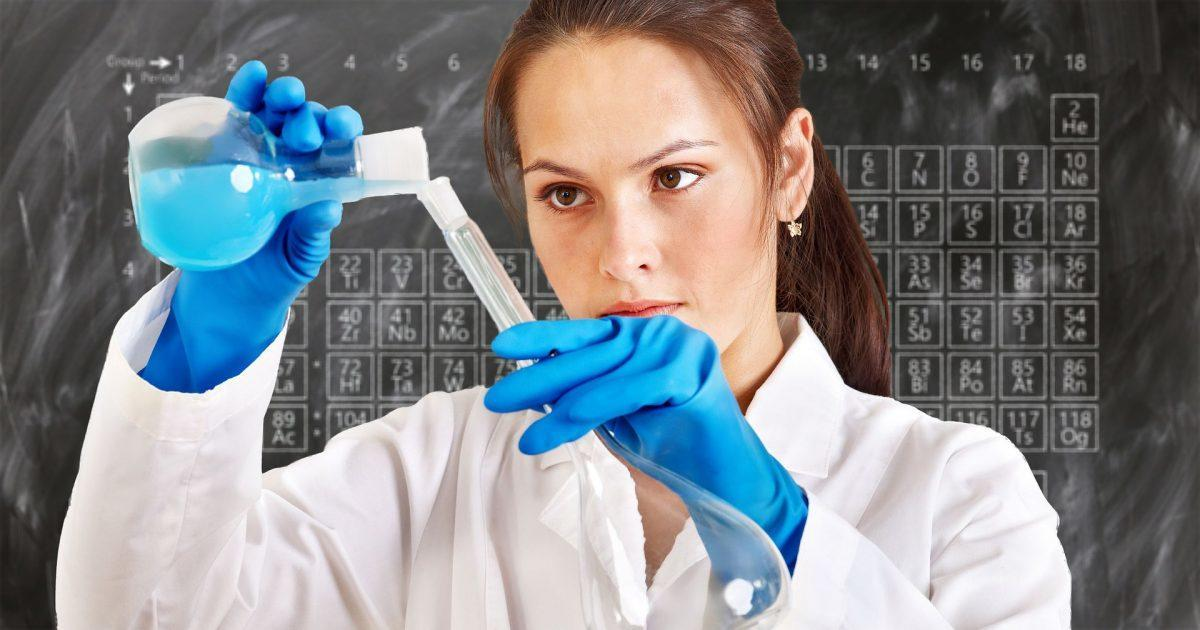 Group → 1 2 3 4 5 6 13 14 15 16 17 18
↓ Period
1 2
He
6 7 8 9 10
C N O F Ne
3 14 15 16 17 18
Si P S Cl Ar
4 22 23 24 25 33 34 35 36
Ti V Cr As Se Br Kr
40 41 42 51 52 53 54
Zr Nb Mo Sb Te I Xe
72 73 74 75 83 84 85 86
La Hf Ta W Bi Po At Rn
89 104 116 117 118
Ac Ts Og